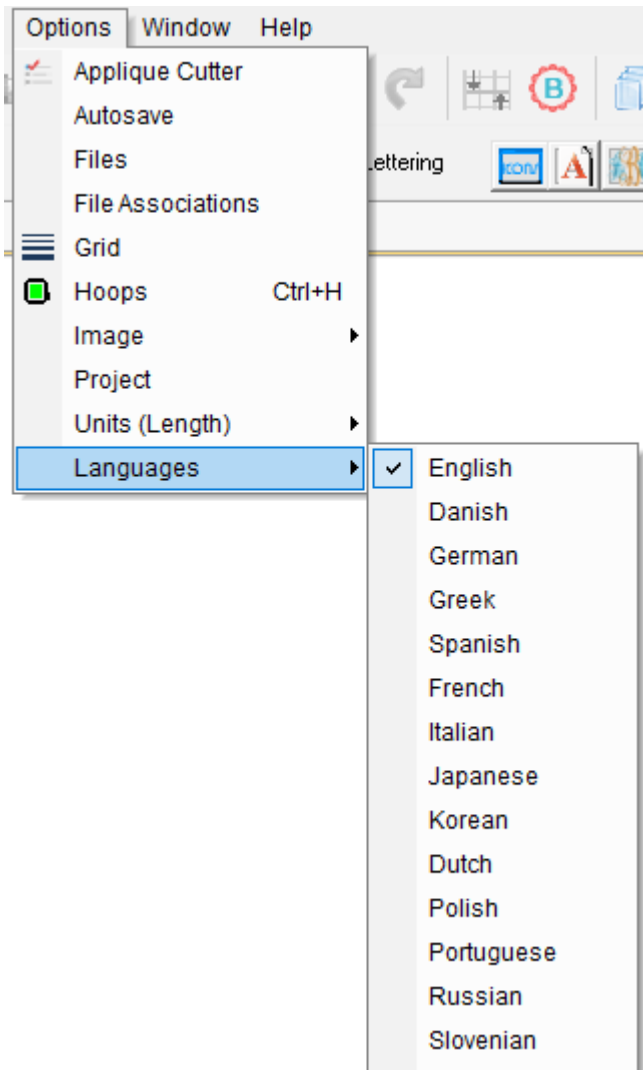 Options Window Help
Applique Cutter
Autosave
Files
File Associations
Grid
Hoops Ctrl+H
Image
Project
Units (Length)
Languages
B
Lettering
ICONS
A
English
Danish
German
Greek
Spanish
French
Italian
Japanese
Korean
Dutch
Polish
Portuguese
Russian
Slovenian